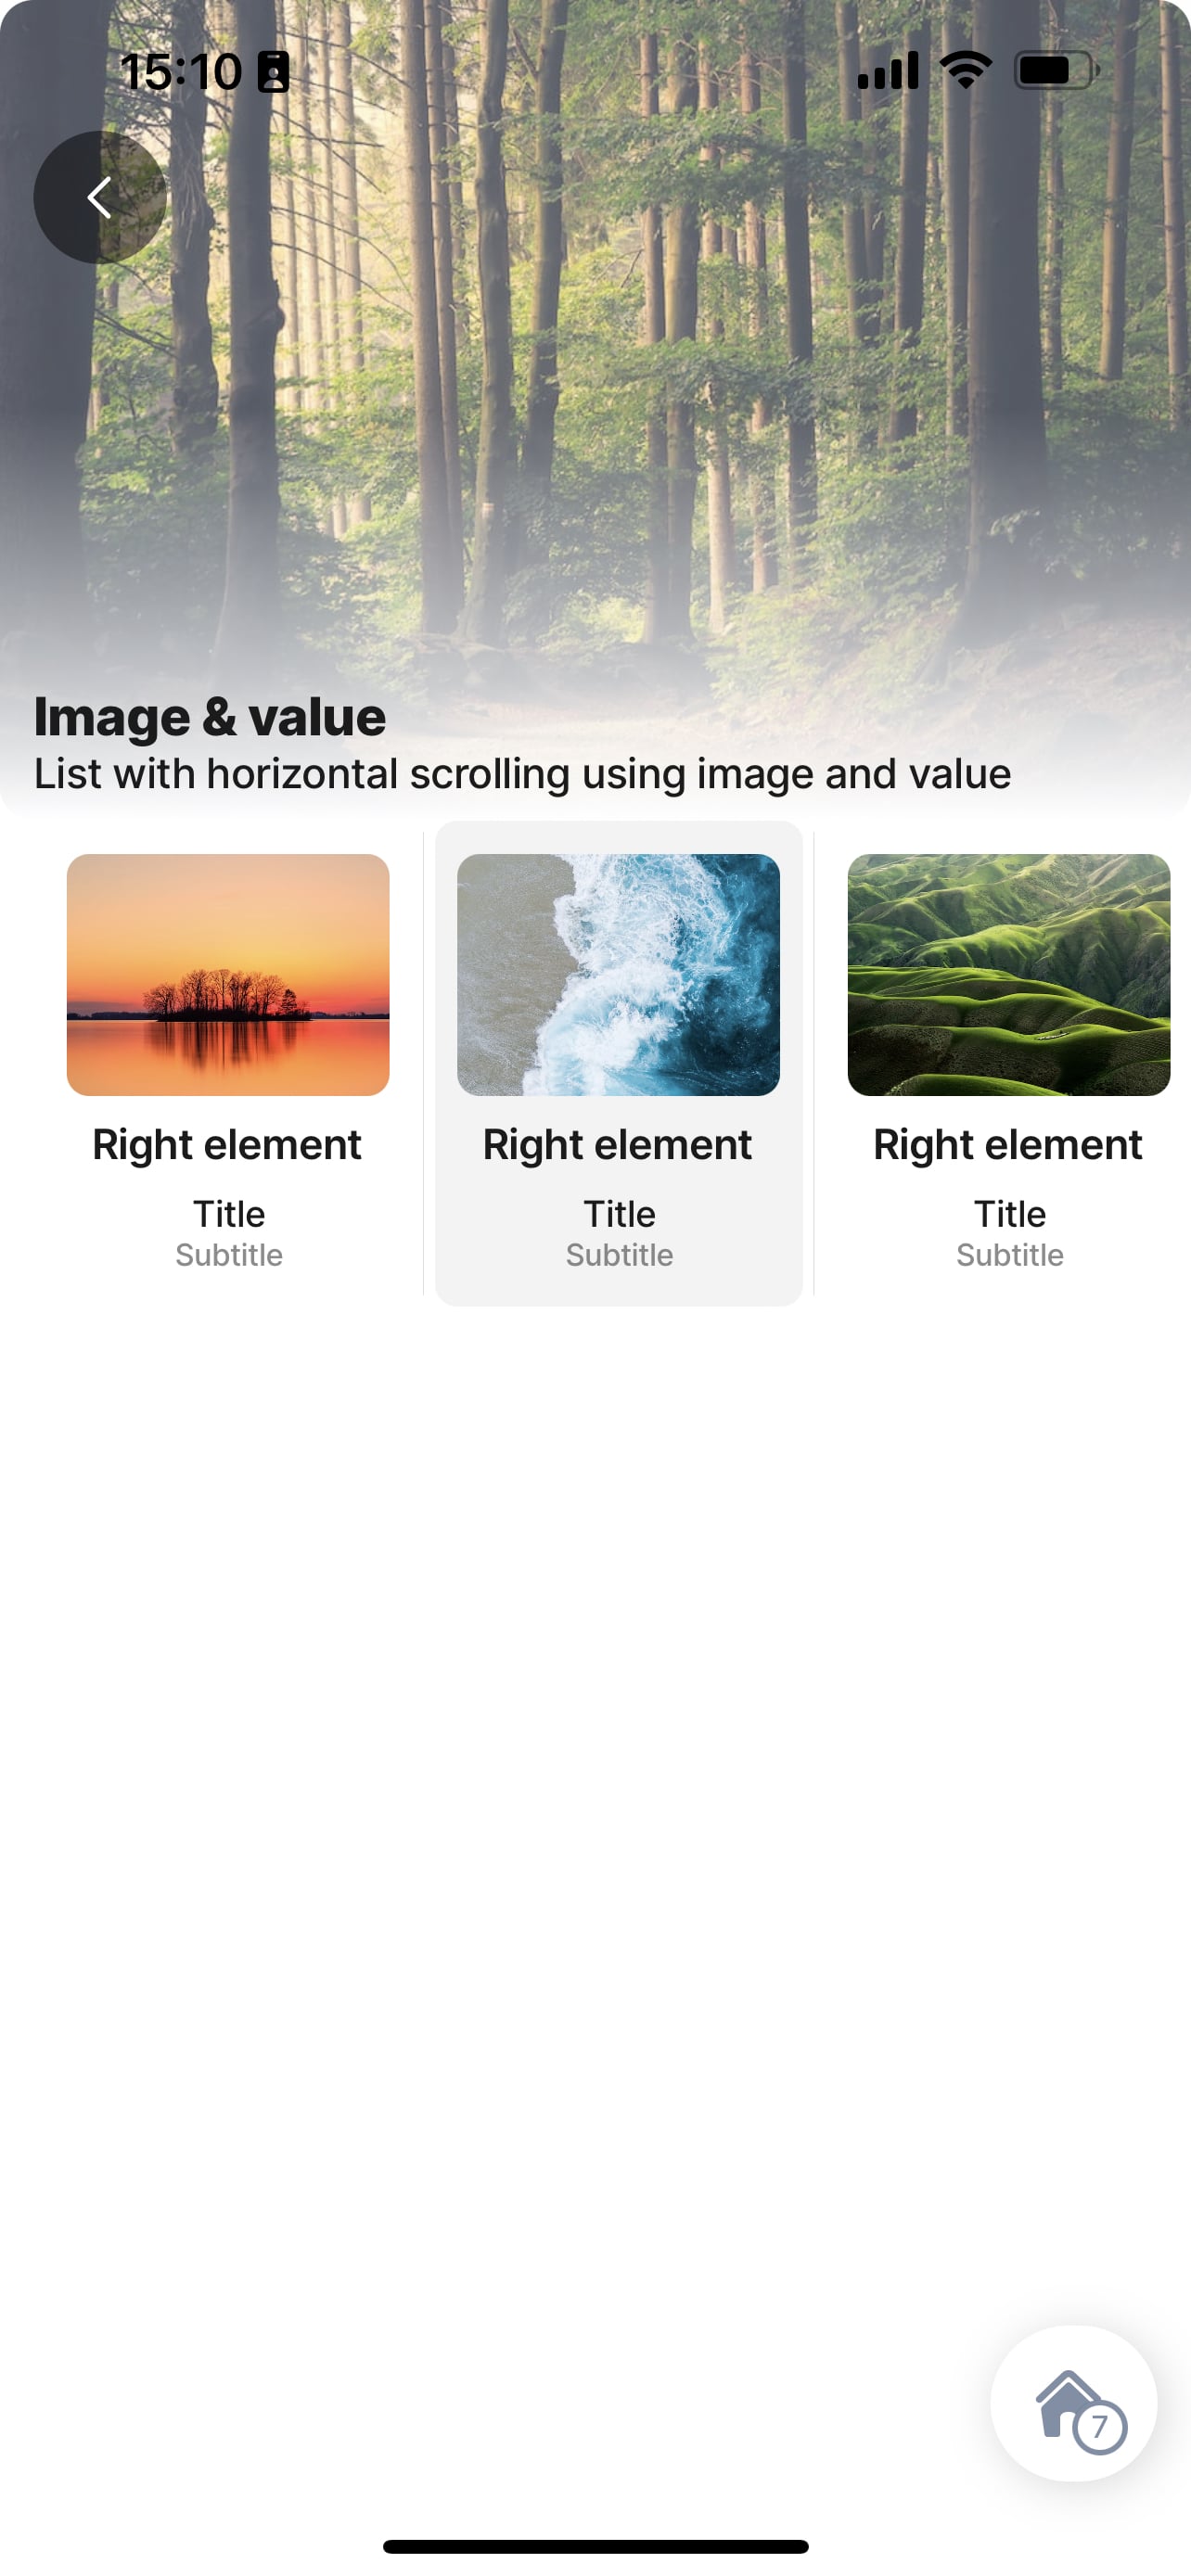 15:10
Image & value
List with horizontal scrolling using image and value
Right element
Title
Subtitle
Right element
Title
Subtitle
Right element
Title
Subtitle
7